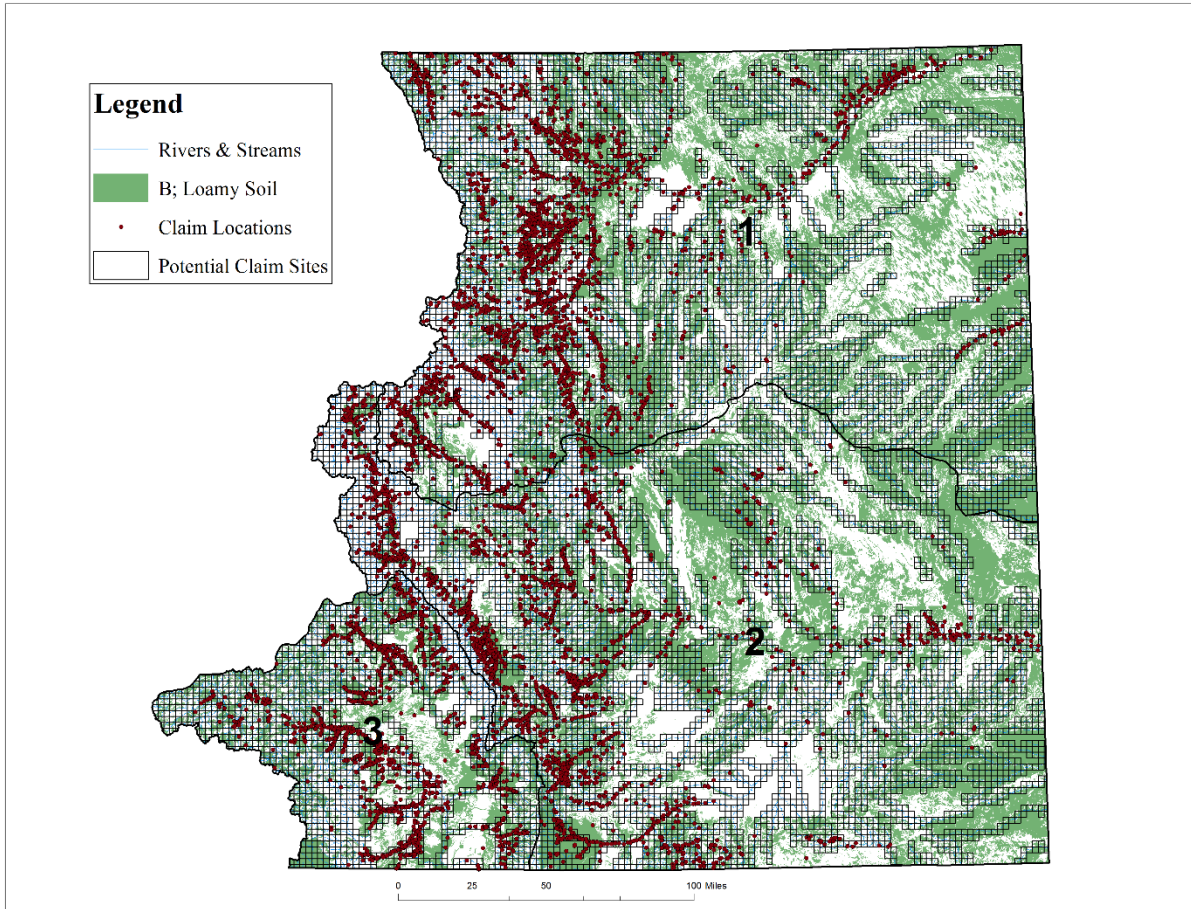 Legend
Rivers & Streams
B; Loamy Soil
Claim Locations
Potential Claim Sites
1
2
3
0 25 50 100 Miles